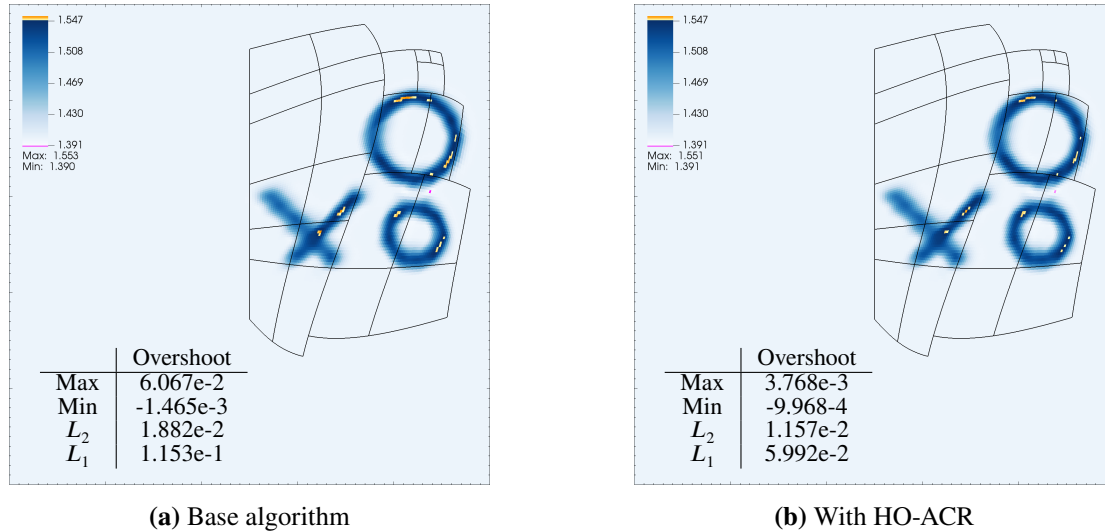 1.547
1.508
1.469
1.430
1.391
Max: 1.553
Min: 1.390
Overshoot
Max 6.067e-2
Min -1.465e-3
L2 1.882e-2
L1 1.153e-1
(a) Base algorithm
1.547
1.508
1.469
1.430
1.391
Max: 1.551
Min: 1.391
Overshoot
Max 3.768e-3
Min -9.968e-4
L2 1.157e-2
L1 5.992e-2
(b) With HO-ACR